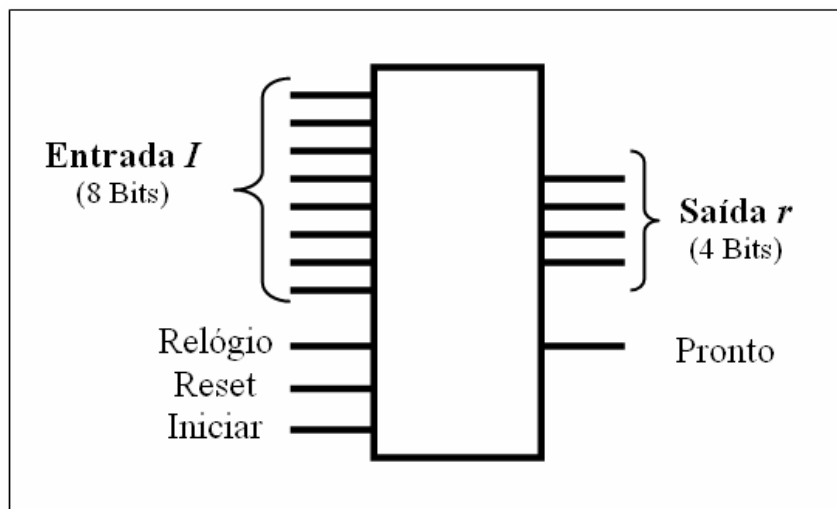 Entrada I
(8 Bits)
Saída r
(4 Bits)
Relógio
Reset
Iniciar
Pronto